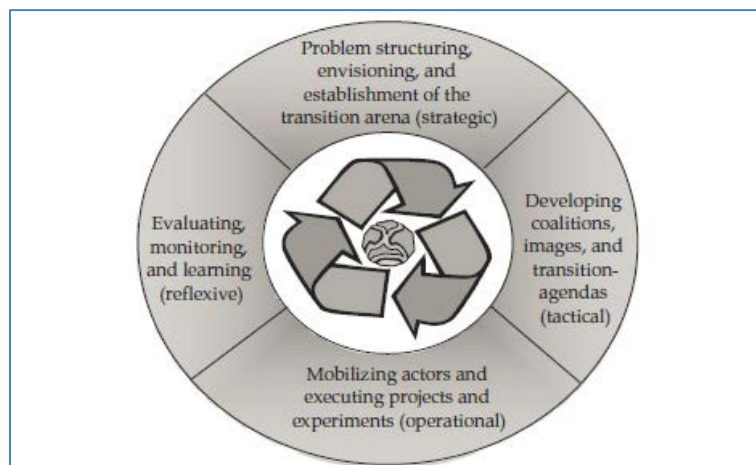 Problem structuring,
envisioning, and
establishment of the
transition arena (strategic)
Developing
coalitions,
images, and
transition-
agendas
(tactical)
Mobilizing actors and
executing projects and
experiments (operational)
Evaluating,
monitoring,
and learning
(reflexive)